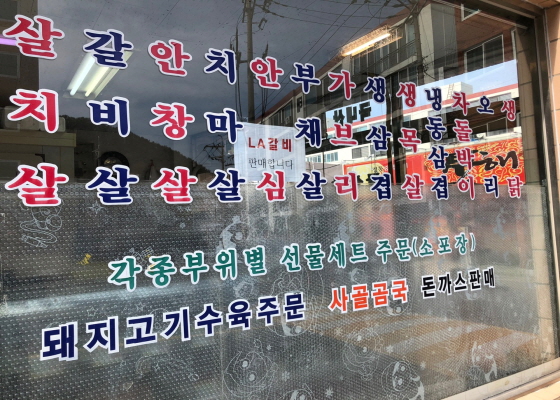 살치살
갈비살
안창살
치마살
안심
부채살
가브리
생삼겹
생목살
냉동삼겹
차돌박이
오리
생닭
LA갈비
판매합니다
각종부위별 선물세트 주문(소포장)
돼지고기수육주문 사골곰국 돈까스판매